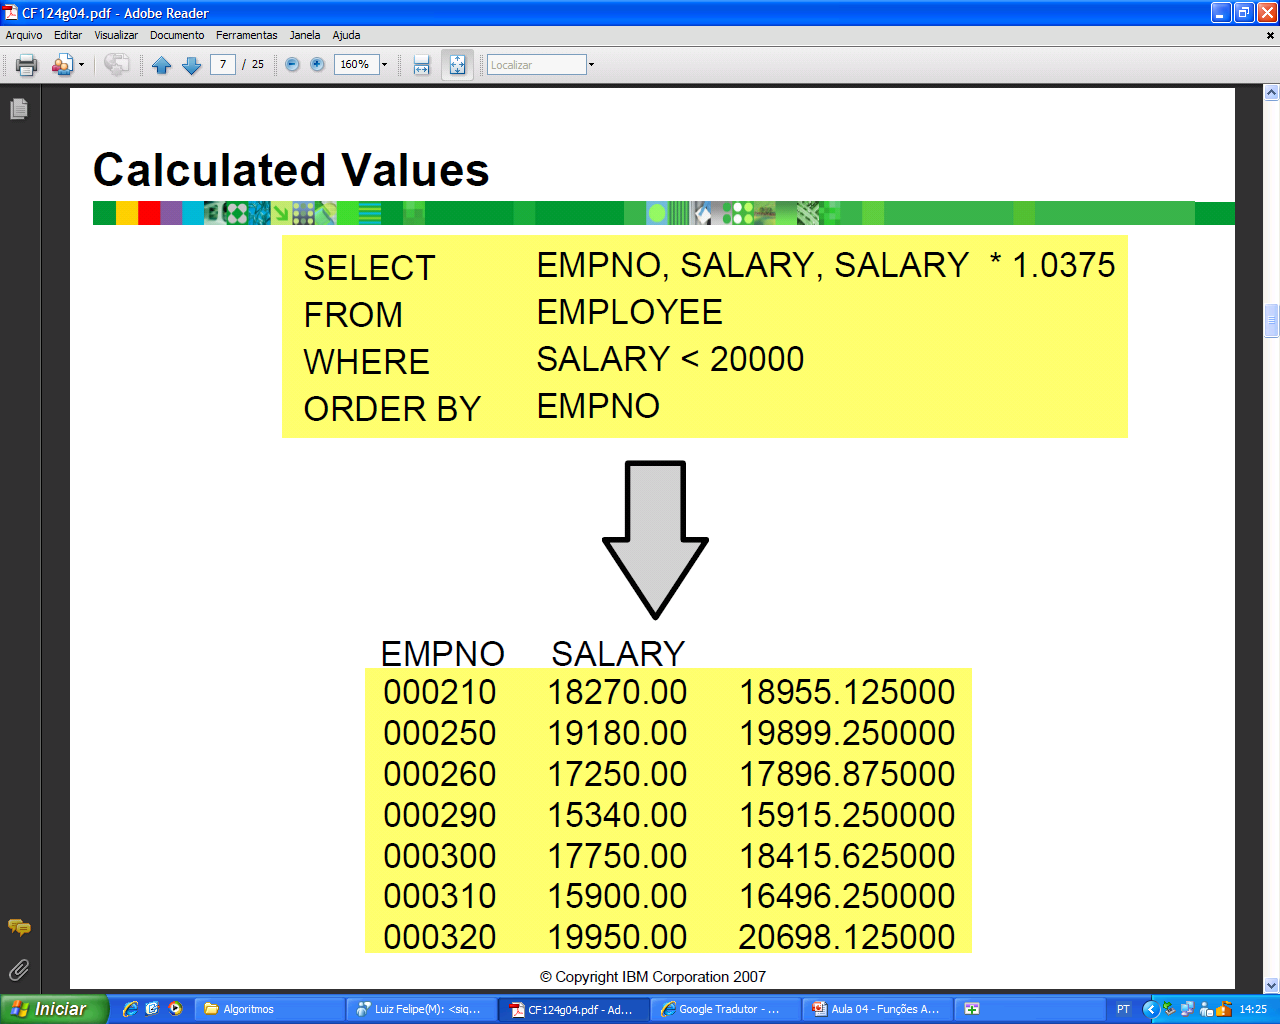 CF124g04.pdf - Adobe Reader
Arquivo Editar Visualizar Documento Ferramentas Janela Ajuda
7 / 25 160% Localizar
Calculated Values
SELECT EMPNO, SALARY, SALARY * 1.0375
FROM EMPLOYEE
WHERE SALARY < 20000
ORDER BY EMPNO
EMPNO SALARY
000210 18270.00 18955.125000
000250 19180.00 19899.250000
000260 17250.00 17896.875000
000290 15340.00 15915.250000
000300 17750.00 18415.625000
000310 15900.00 16496.250000
000320 19950.00 20698.125000
© Copyright IBM Corporation 2007
Iniciar Algoritmos Luiz Felipe(M): <siq... CF124g04.pdf - Ad... Google Tradutor - ... Aula 04 - Funções A... PT 14:25